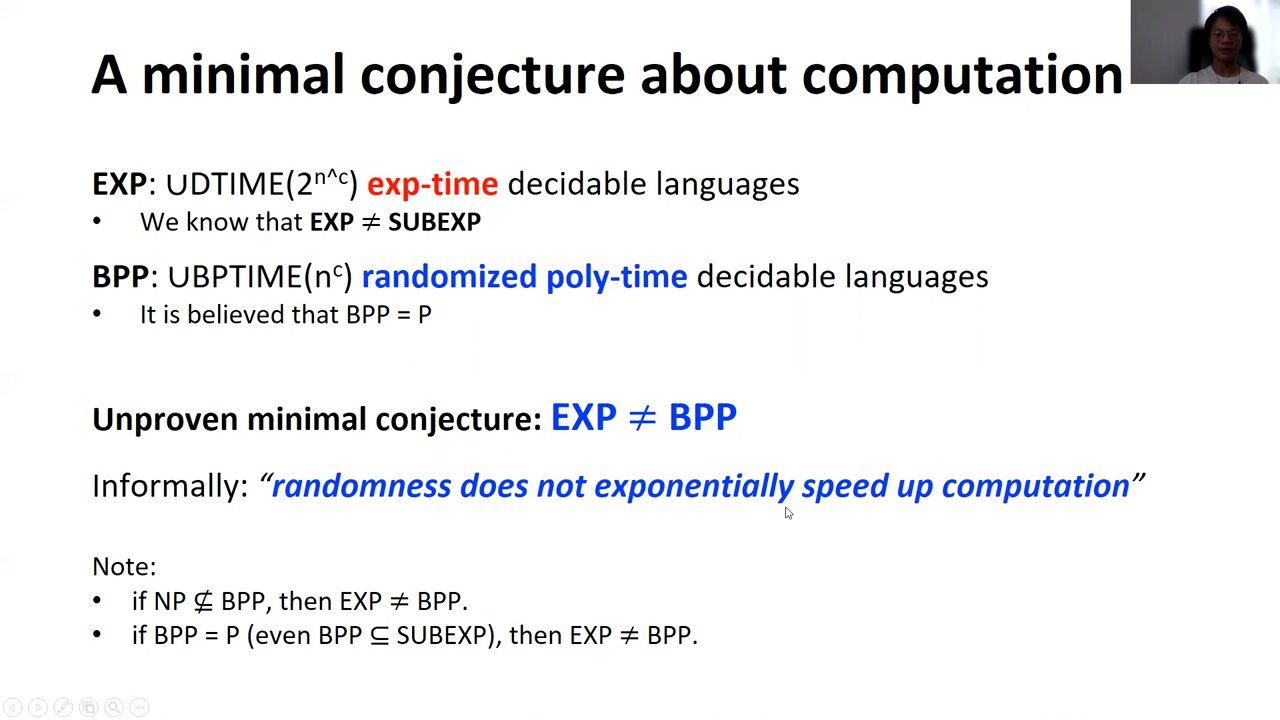 A minimal conjecture about computation
EXP: ∪DTIME(2^n^c) exp-time decidable languages
• We know that EXP ≠ SUBEXP
BPP: ∪BPTIME(n^c) randomized poly-time decidable languages
• It is believed that BPP = P
Unproven minimal conjecture: EXP ≠ BPP
Informally: “randomness does not exponentially speed up computation”
Note:
• if NP ⊈ BPP, then EXP ≠ BPP.
• if BPP = P (even BPP ⊆ SUBEXP), then EXP ≠ BPP.